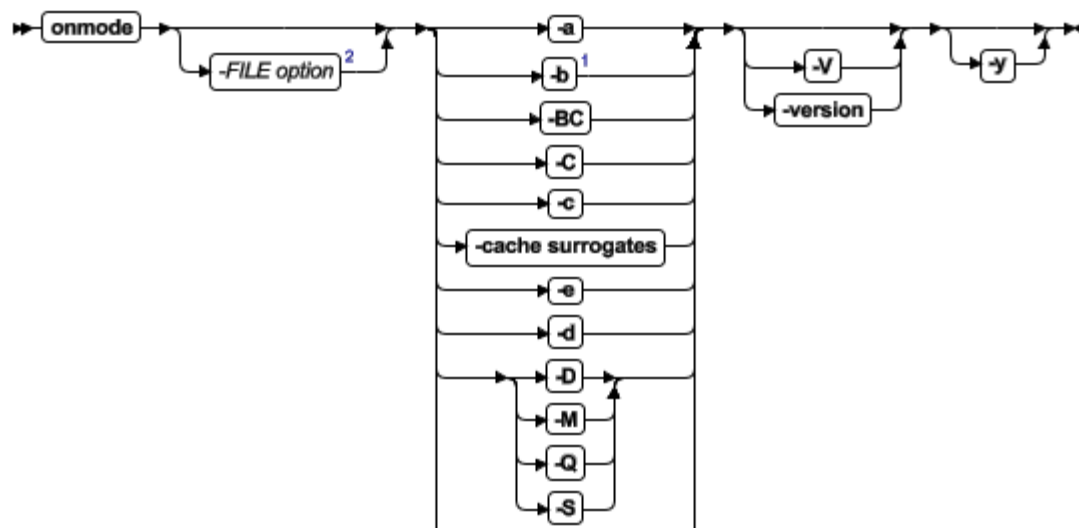 onmode -a
-FILE option 2 -b 1 -V -y
-BC -version
-C
-c
-cache surrogates
-e
-d
-D
-M
-Q
-S